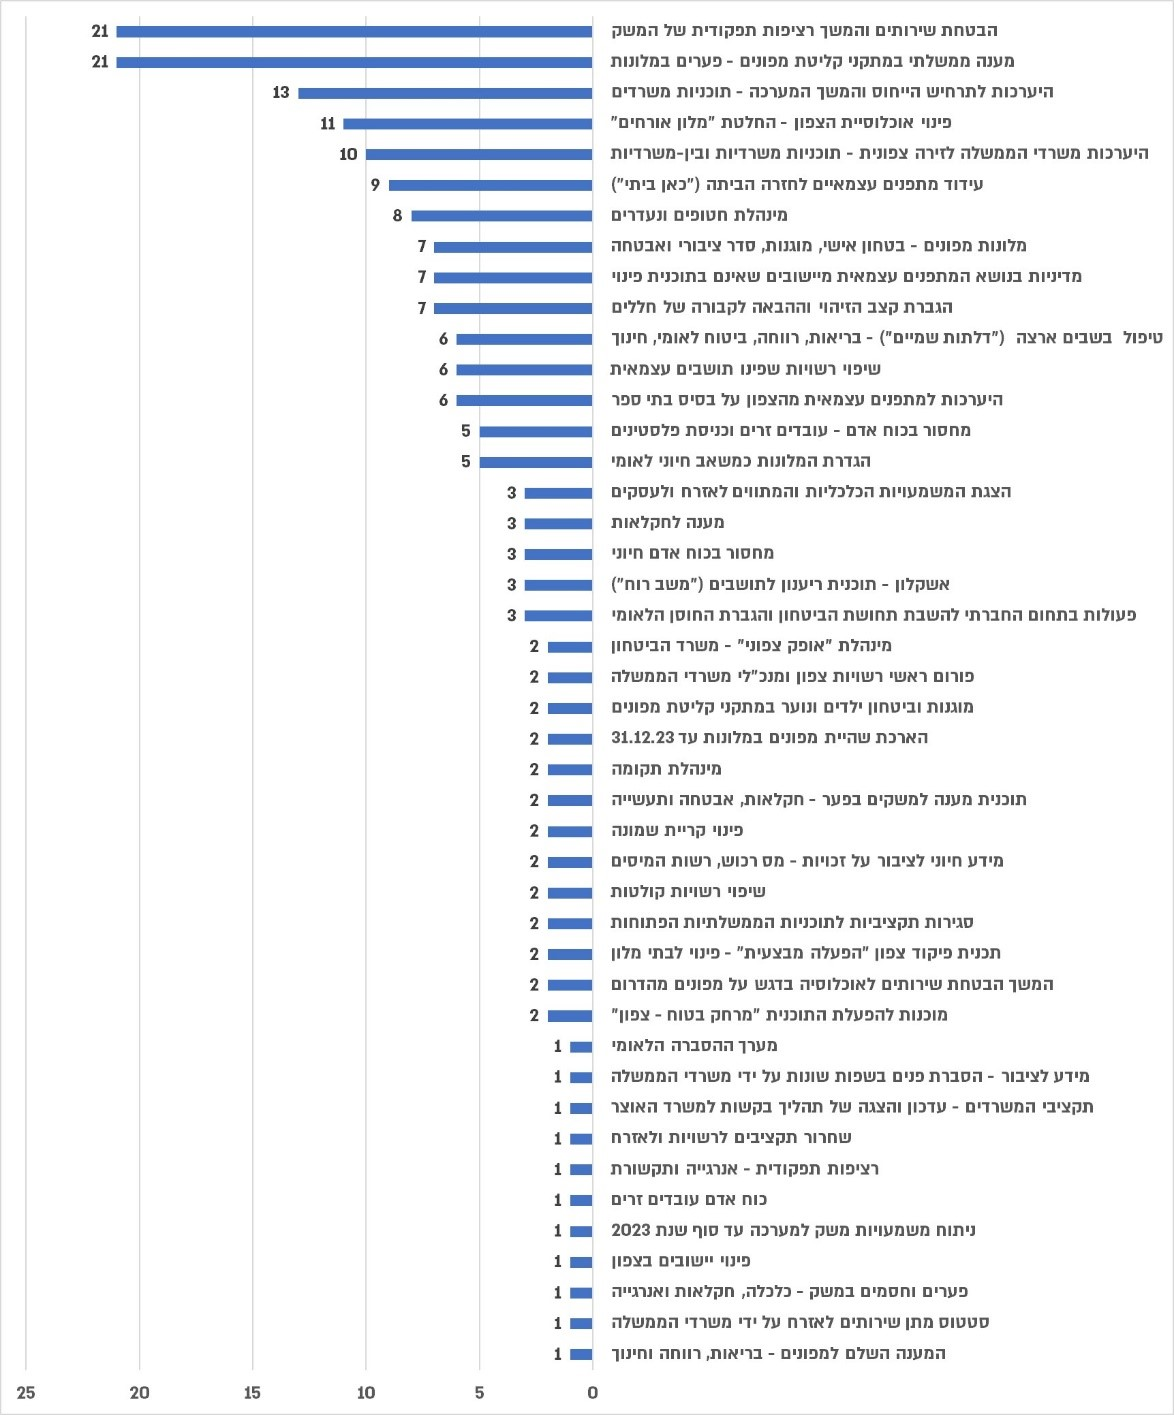 הבטחת שירותים והמשך רציפות תפקודית של המשק 21
מענה ממשלתי במתקני קליטת מפונים - פערים במלונות 21
היערכות לתרחיש הייחוס והמשך המערכה - תוכניות משרדים 13
פינוי אוכלוסיית הצפון - החלטת "מלון אורחים" 11
היערכות משרדי הממשלה לזירה צפונית - תוכניות משרדיות ובין-משרדיות 10
עידוד מתפנים עצמאיים לחזרה הביתה ("כאן ביתי") 9
מינהלת חטופים ונעדרים 8
מלונות מפונים - בטחון אישי, מוגנות, סדר ציבורי ואבטחה 7
מדיניות בנושא המתפנים עצמאית מיישובים שאינם בתוכנית פינוי 7
הגברת קצב הזיהוי וההבאה לקבורה של חללים 7
טיפול בשבים ארצה ("דלתות שמיים") - בריאות, רווחה, ביטוח לאומי, חינוך 6
שיפוי רשויות שפינו תושבים עצמאית 6
היערכות למתפנים עצמאית מהצפון על בסיס בתי ספר 6
מחסור בכוח אדם - עובדים זרים וכניסת פלסטינים 5
הגדרת המלונות כמשאב חיוני לאומי 5
הצגת המשמעויות הכלכליות והמתווים לאזרח ולעסקים 3
מענה לחקלאות 3
מחסור בכוח אדם חיוני 3
אשקלון - תוכנית ריענון לתושבים ("משב רוח") 3
פעולות בתחום החברתי להשבת תחושת הביטחון והגברת החוסן הלאומי 3
מינהלת "אופק צפוני" - משרד הביטחון 2
פורום ראשי רשויות צפון ומנכ"לי משרדי הממשלה 2
מוגנות וביטחון ילדים ונוער במתקני קליטת מפונים 2
הארכת שהיית מפונים במלונות עד 31.12.23 2
מינהלת תקומה 2
תוכנית מענה למשקים בפער - חקלאות, אבטחה ותעשייה 2
פינוי קריית שמונה 2
מידע חיוני לציבור על זכויות - מס רכוש, רשות המיסים 2
שיפוי רשויות קולטות 2
סגירות תקציביות לתוכניות הממשלתיות הפתוחות 2
תכנית פיקוד צפון "הפעלה מבצעית" - פינוי לבתי מלון 2
המשך הבטחת שירותים לאוכלוסיה בדגש על מפונים מהדרום 2
מוכנות להפעלת התוכנית "מרחק בטוח - צפון" 2
מערך ההסברה הלאומי 1
מידע לציבור - הסברת פנים בשפות שונות על ידי משרדי הממשלה 1
תקציבי המשרדים - עדכון והצגה של תהליך בקשות למשרד האוצר 1
שחרור תקציבים לרשויות ולאזרח 1
רציפות תפקודית - אנרגייה ותקשורת 1
כוח אדם עובדים זרים 1
ניתוח משמעויות משק למערכה עד סוף שנת 2023 1
פינוי יישובים בצפון 1
פערים וחסמים במשק - כלכלה, חקלאות ואנרגייה 1
סטטוס מתן שירותים לאזרח על ידי משרדי הממשלה 1
המענה השלם למפונים - בריאות, רווחה וחינוך 1
25 20 15 10 5 0